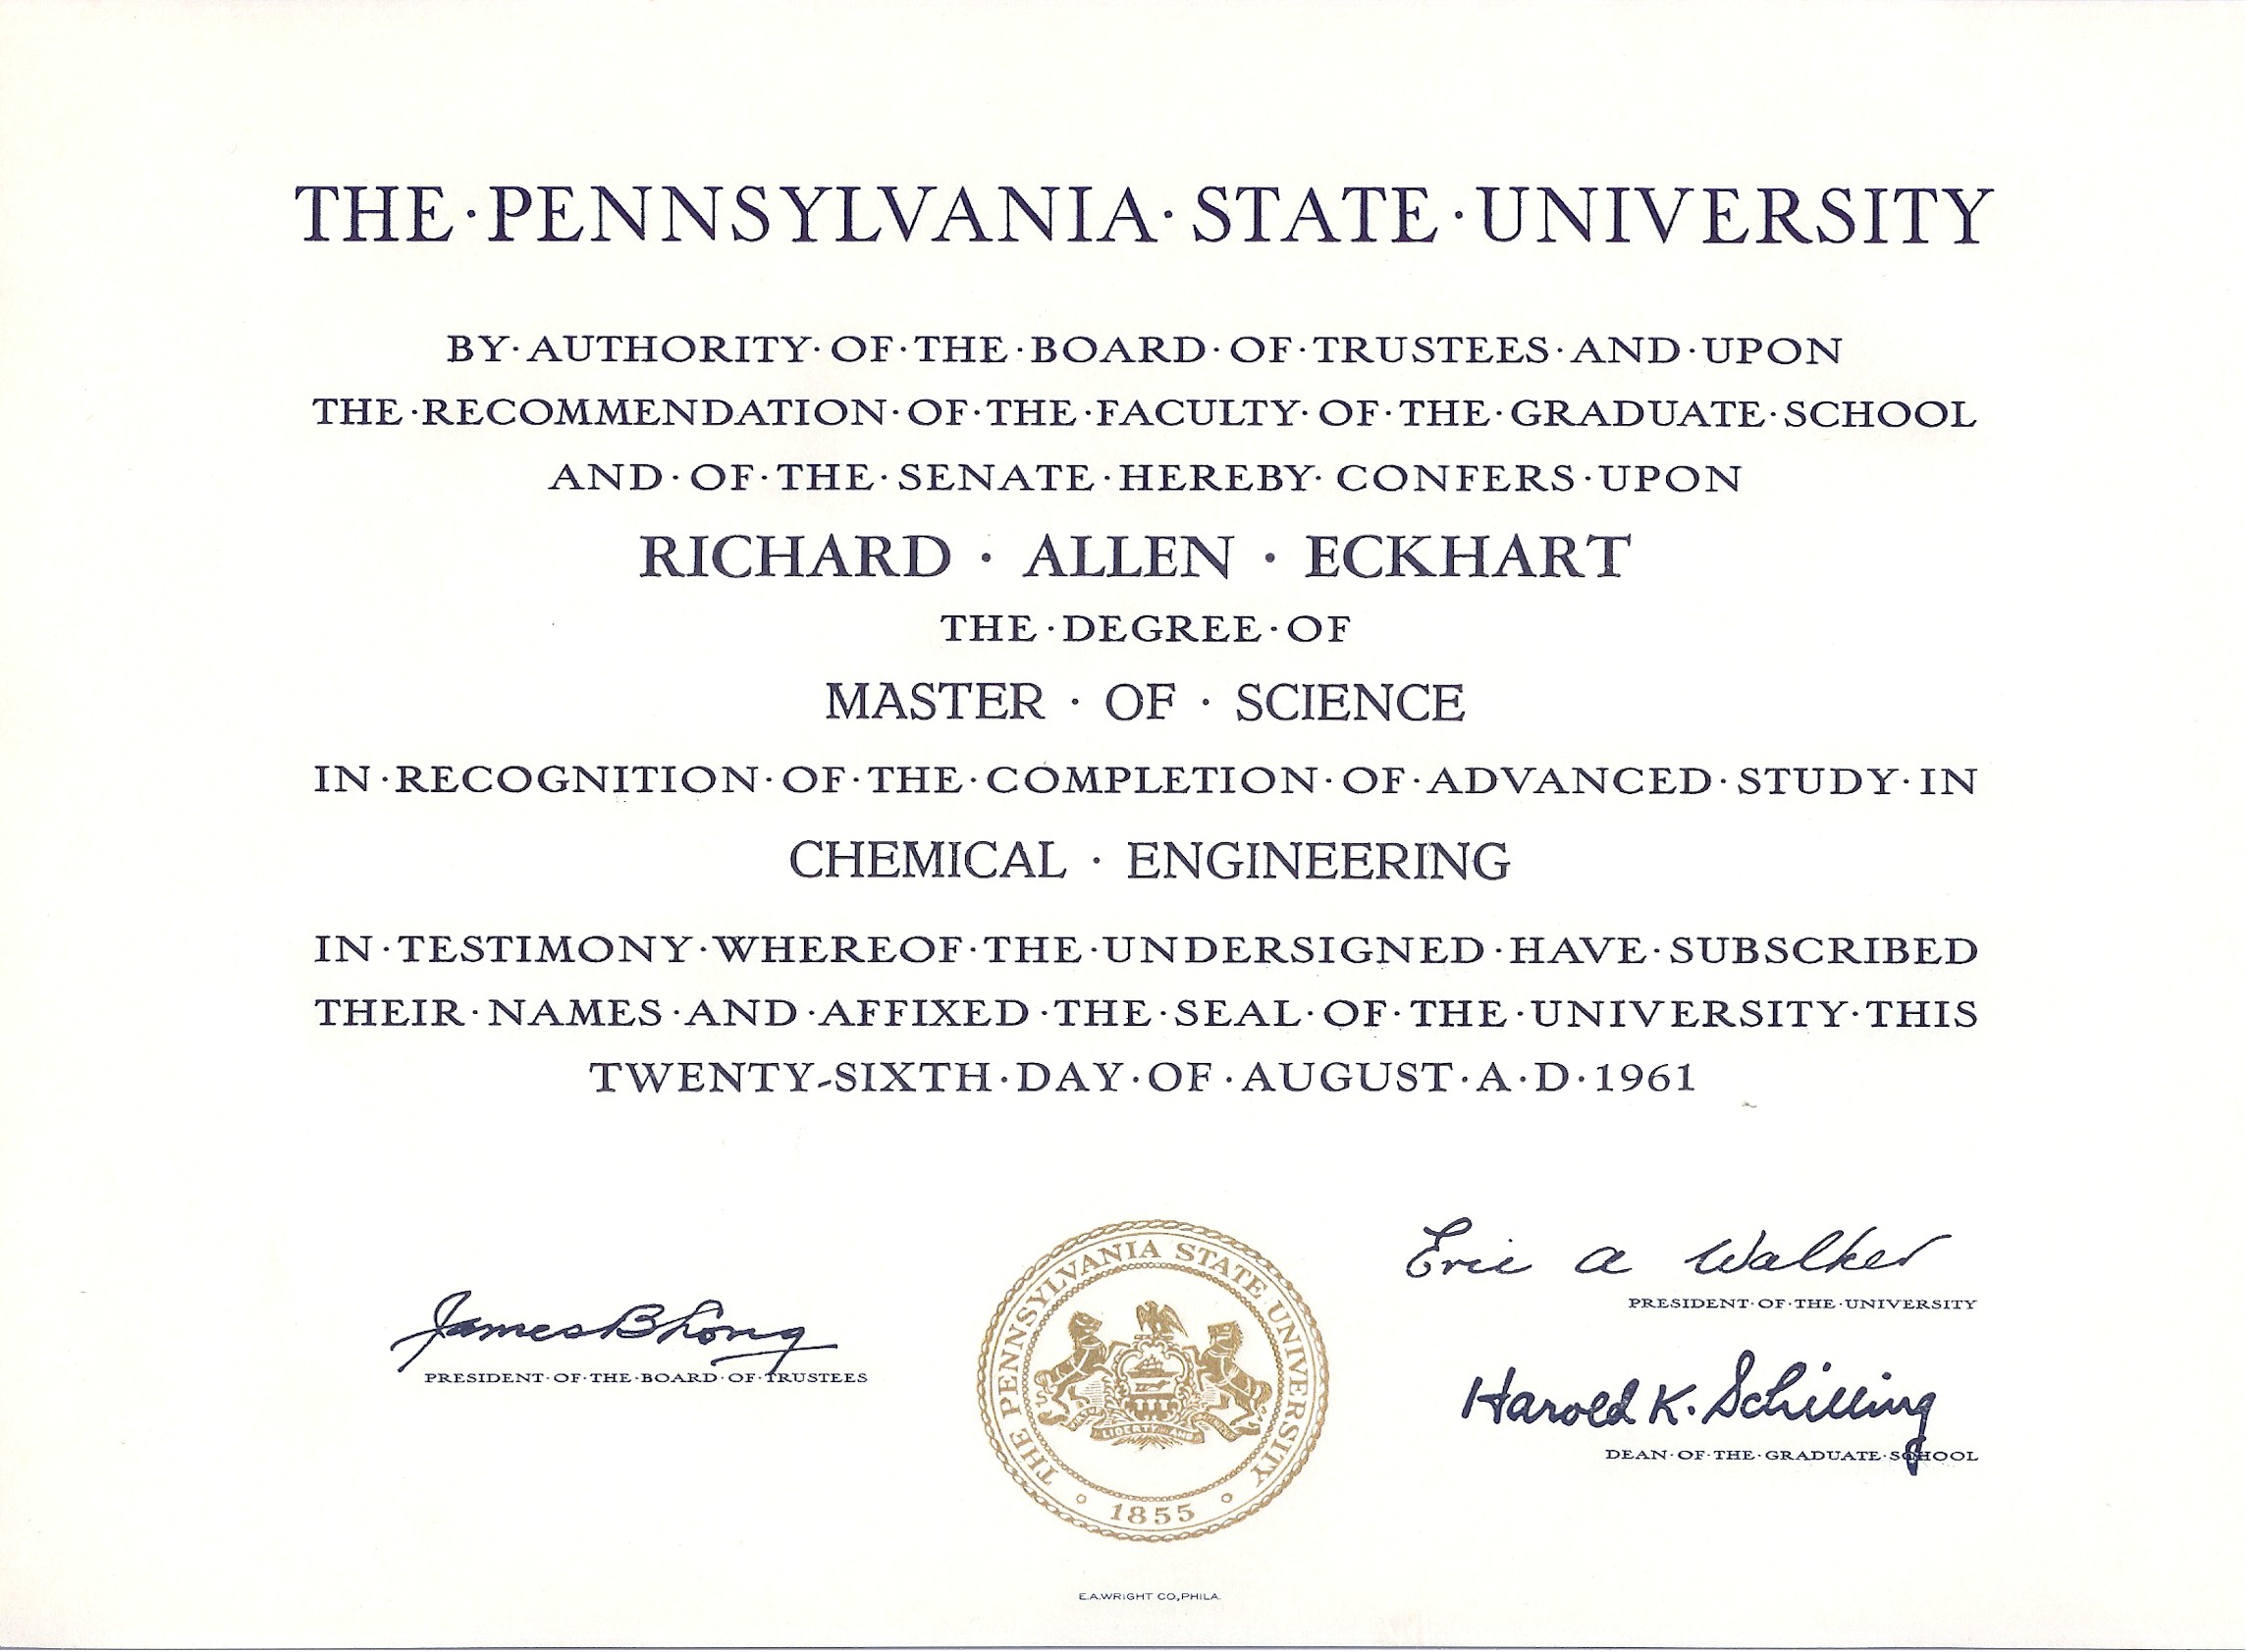 THE·PENNSYLVANIA·STATE·UNIVERSITY
BY·AUTHORITY·OF·THE·BOARD·OF·TRUSTEES·AND·UPON
THE·RECOMMENDATION·OF·THE·FACULTY·OF·THE·GRADUATE·SCHOOL
AND·OF·THE·SENATE·HEREBY·CONFERS·UPON
RICHARD · ALLEN · ECKHART
THE·DEGREE·OF
MASTER · OF · SCIENCE
IN·RECOGNITION·OF·THE·COMPLETION·OF·ADVANCED·STUDY·IN
CHEMICAL · ENGINEERING
IN·TESTIMONY·WHEREOF·THE·UNDERSIGNED·HAVE·SUBSCRIBED
THEIR·NAMES·AND·AFFIXED·THE·SEAL·OF·THE·UNIVERSITY·THIS
TWENTY-SIXTH·DAY·OF·AUGUST·A·D·1961
James B Long
PRESIDENT·OF·THE·BOARD·OF·TRUSTEES
THE PENNSYLVANIA STATE UNIVERSITY
LIBERTY AND
1855
Eric A Walker
PRESIDENT·OF·THE·UNIVERSITY
Harold K. Schilling
DEAN·OF·THE·GRADUATE·SCHOOL
E.A.WRIGHT CO.,PHILA.